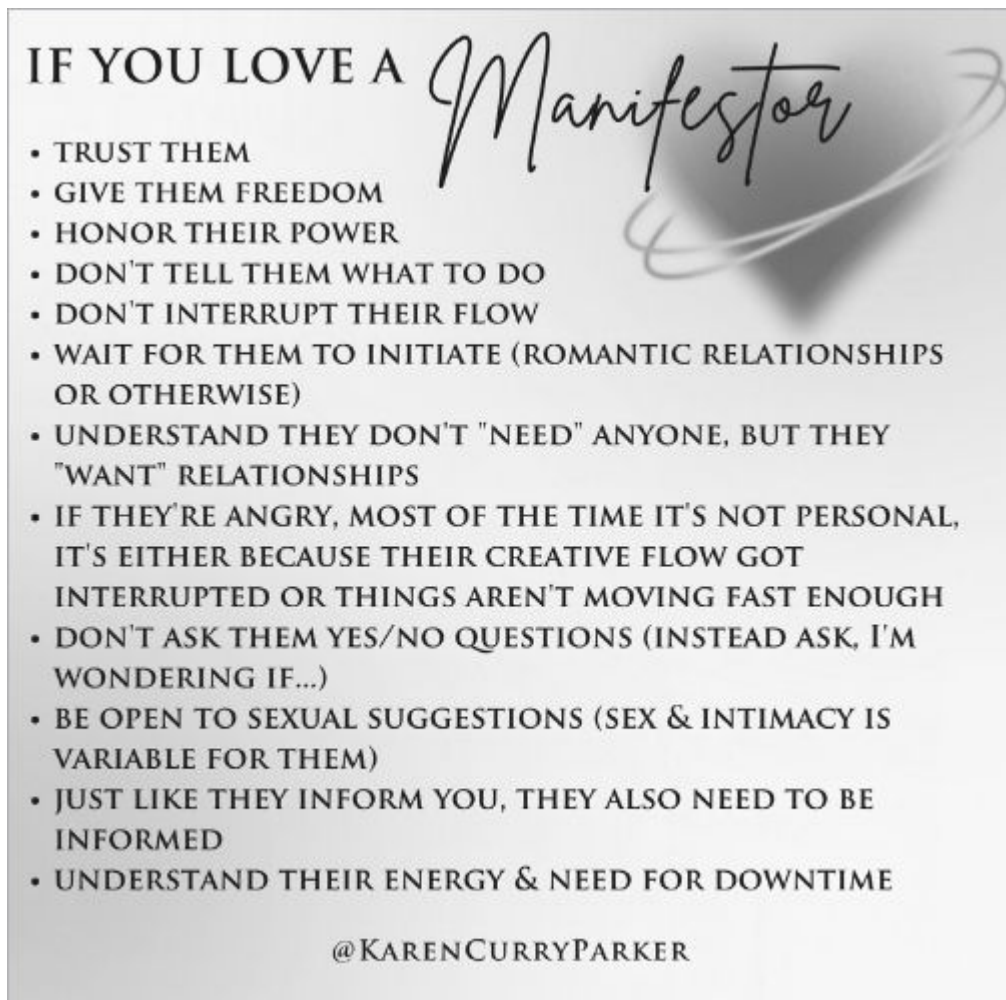 IF YOU LOVE A Manifestor
• TRUST THEM
• GIVE THEM FREEDOM
• HONOR THEIR POWER
• DON'T TELL THEM WHAT TO DO
• DON'T INTERRUPT THEIR FLOW
• WAIT FOR THEM TO INITIATE (ROMANTIC RELATIONSHIPS
OR OTHERWISE)
• UNDERSTAND THEY DON'T "NEED" ANYONE, BUT THEY
"WANT" RELATIONSHIPS
• IF THEY'RE ANGRY, MOST OF THE TIME IT'S NOT PERSONAL,
IT'S EITHER BECAUSE THEIR CREATIVE FLOW GOT
INTERRUPTED OR THINGS AREN'T MOVING FAST ENOUGH
• DON'T ASK THEM YES/NO QUESTIONS (INSTEAD ASK, I'M
WONDERING IF...)
• BE OPEN TO SEXUAL SUGGESTIONS (SEX & INTIMACY IS
VARIABLE FOR THEM)
• JUST LIKE THEY INFORM YOU, THEY ALSO NEED TO BE
INFORMED
• UNDERSTAND THEIR ENERGY & NEED FOR DOWNTIME
@KARENCURRYPARKER